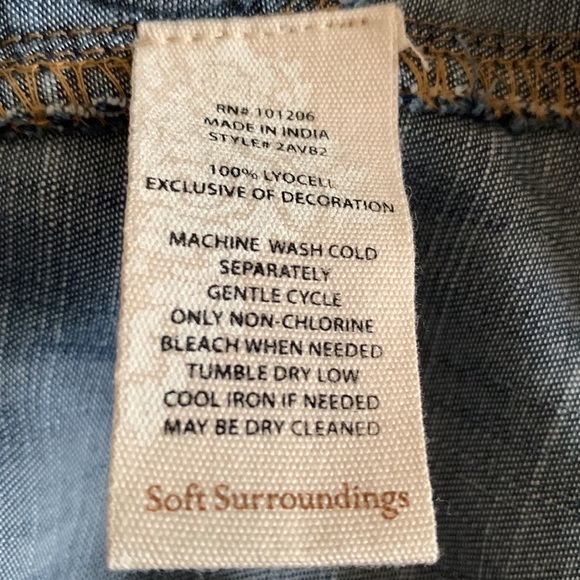 RN# 101206
MADE IN INDIA
STYLE# 2AV82
100% LYOCELL
EXCLUSIVE OF DECORATION
MACHINE WASH COLD
SEPARATELY
GENTLE CYCLE
ONLY NON-CHLORINE
BLEACH WHEN NEEDED
TUMBLE DRY LOW
COOL IRON IF NEEDED
MAY BE DRY CLEANED
Soft Surroundings